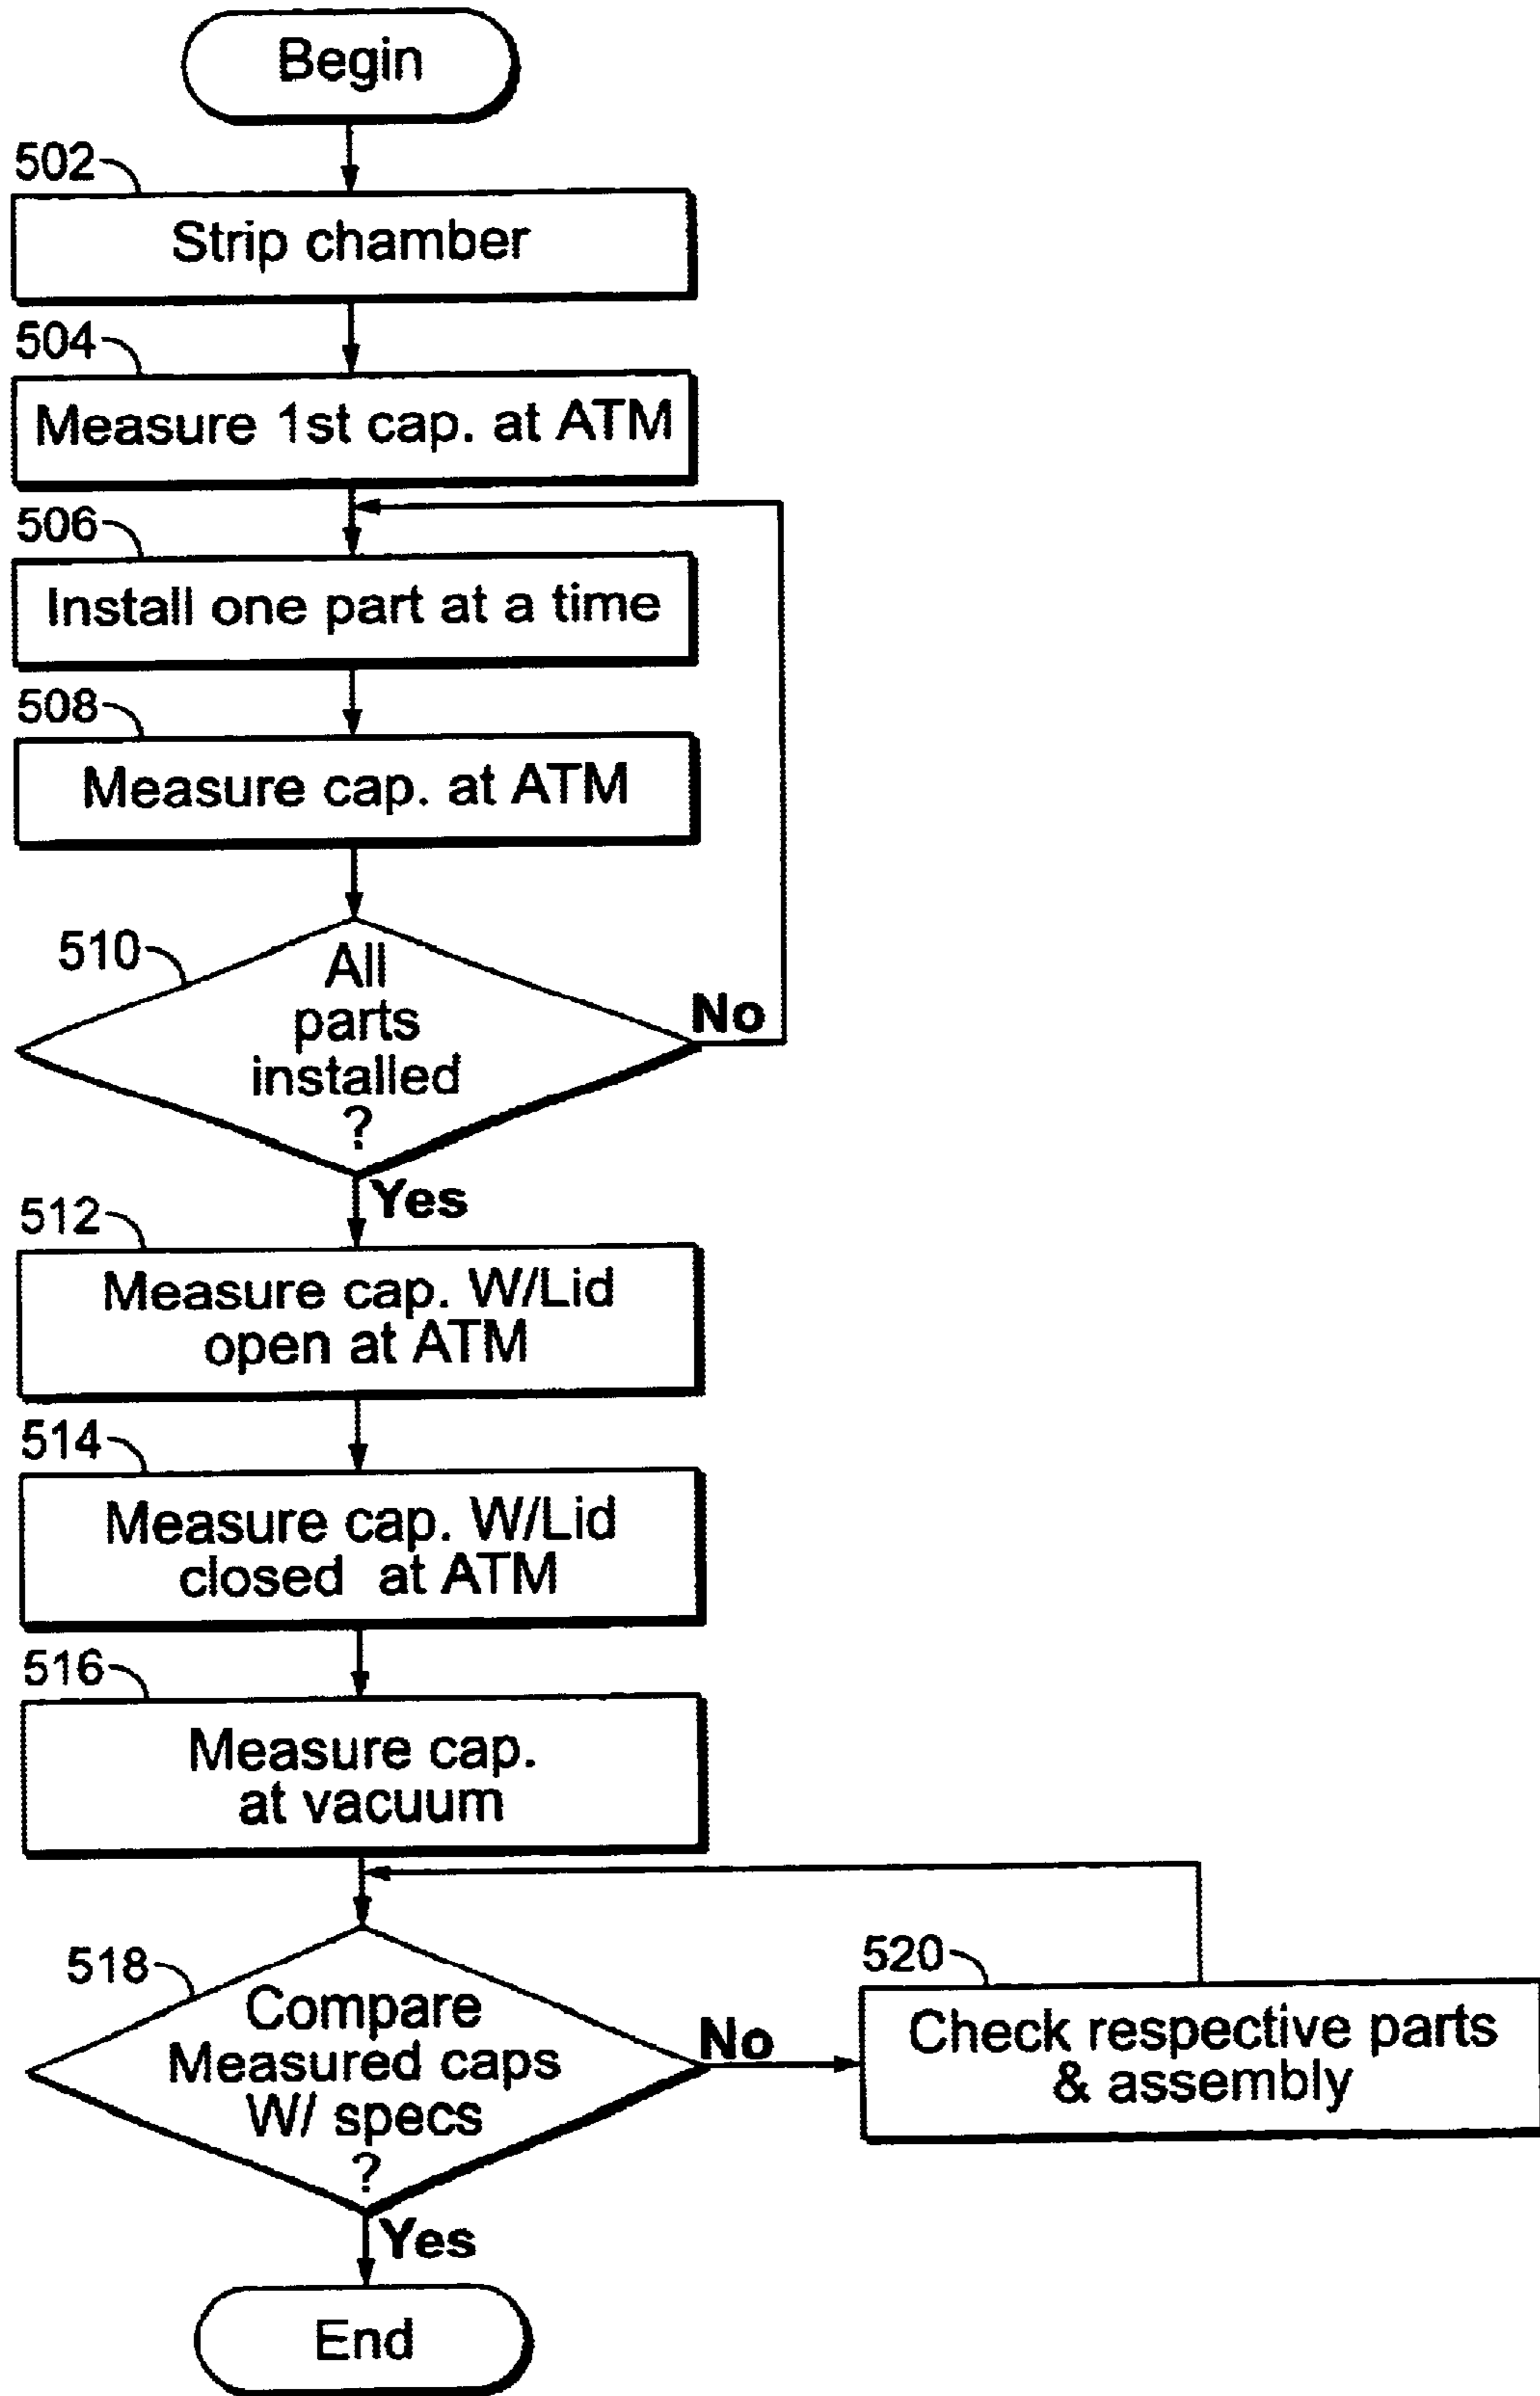 Begin
502
Strip chamber
504
Measure 1st cap. at ATM
506
Install one part at a time
508
Measure cap. at ATM
510
All
parts
installed
?
No
Yes
512
Measure cap. W/Lid
open at ATM
514
Measure cap. W/Lid
closed at ATM
516
Measure cap.
at vacuum
518
Compare
Measured caps
W/ specs
?
No
520
Check respective parts
& assembly
Yes
End